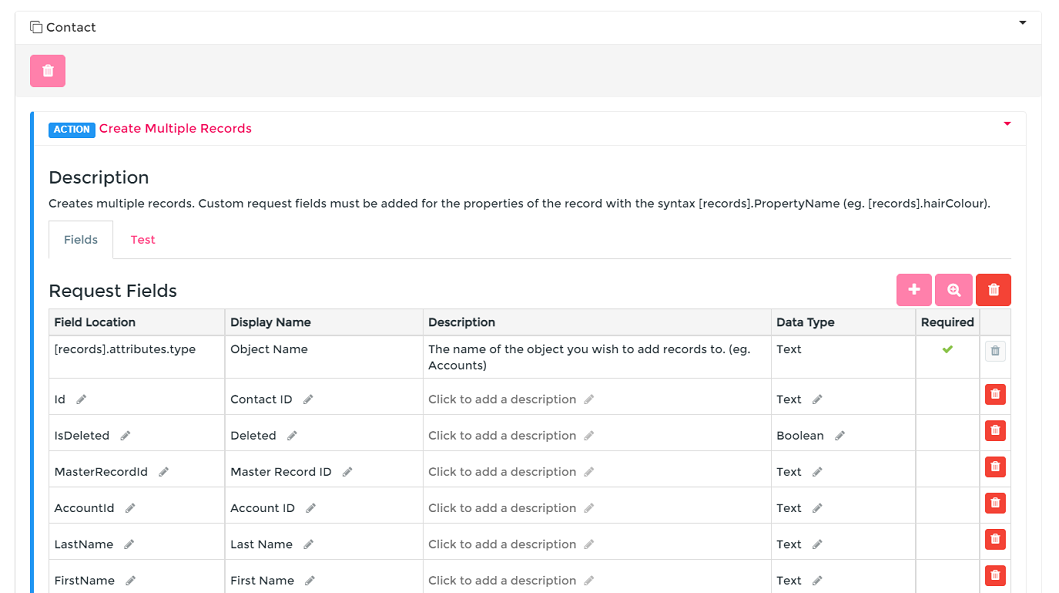 Contact
ACTION Create Multiple Records
Description
Creates multiple records. Custom request fields must be added for the properties of the record with the syntax [records].PropertyName (eg. [records].hairColour).
Fields Test
Request Fields
Field Location Display Name Description Data Type Required
[records].attributes.type Object Name The name of the object you wish to add records to. (eg. Text
Accounts)
Id Contact ID Click to add a description Text
IsDeleted Deleted Click to add a description Boolean
MasterRecordId Master Record ID Click to add a description Text
AccountId Account ID Click to add a description Text
LastName Last Name Click to add a description Text
FirstName First Name Click to add a description Text